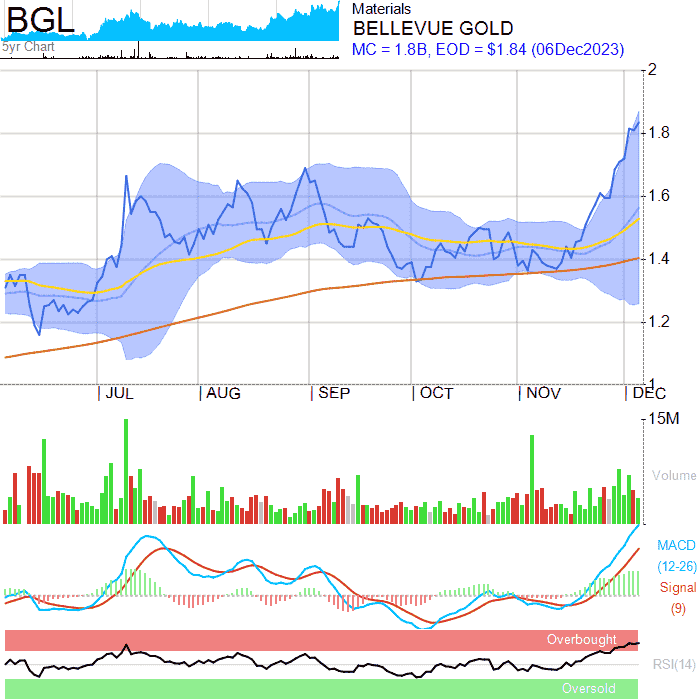 BGL
5yr Chart
Materials
BELLEVUE GOLD
MC = 1.8B, EOD = $1.84 (06Dec2023)
2
1.8
1.6
1.4
1.2
1
JUL AUG SEP OCT NOV DEC
15M
Volume
MACD
(12-26)
Signal
(9)
Overbought
RSI(14)
Oversold